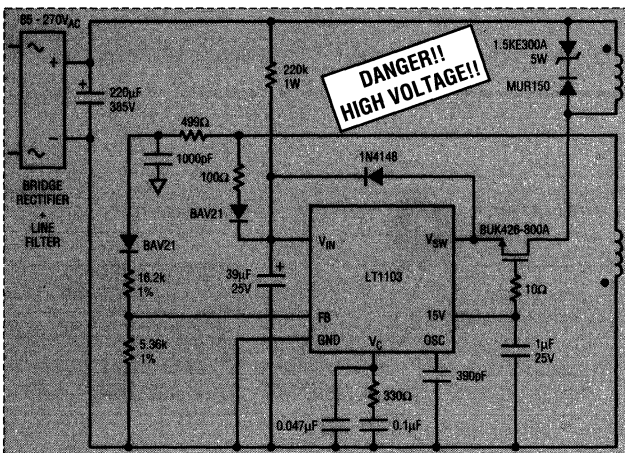 85 - 270VAC
220µF
385V
BRIDGE
RECTIFIER
+
LINE
FILTER
220k
1W
DANGER!!
HIGH VOLTAGE!!
1.5KE300A
5W
MUR150
499Ω
1000pF
100Ω
BAV21
1N4148
BAV21
16.2k
1%
5.36k
1%
39µF
25V
VIN
VSW
LT1103
FB
15V
GND
VC
OSC
BUK426-800A
10Ω
1µF
25V
390pF
330Ω
0.047µF
0.1µF